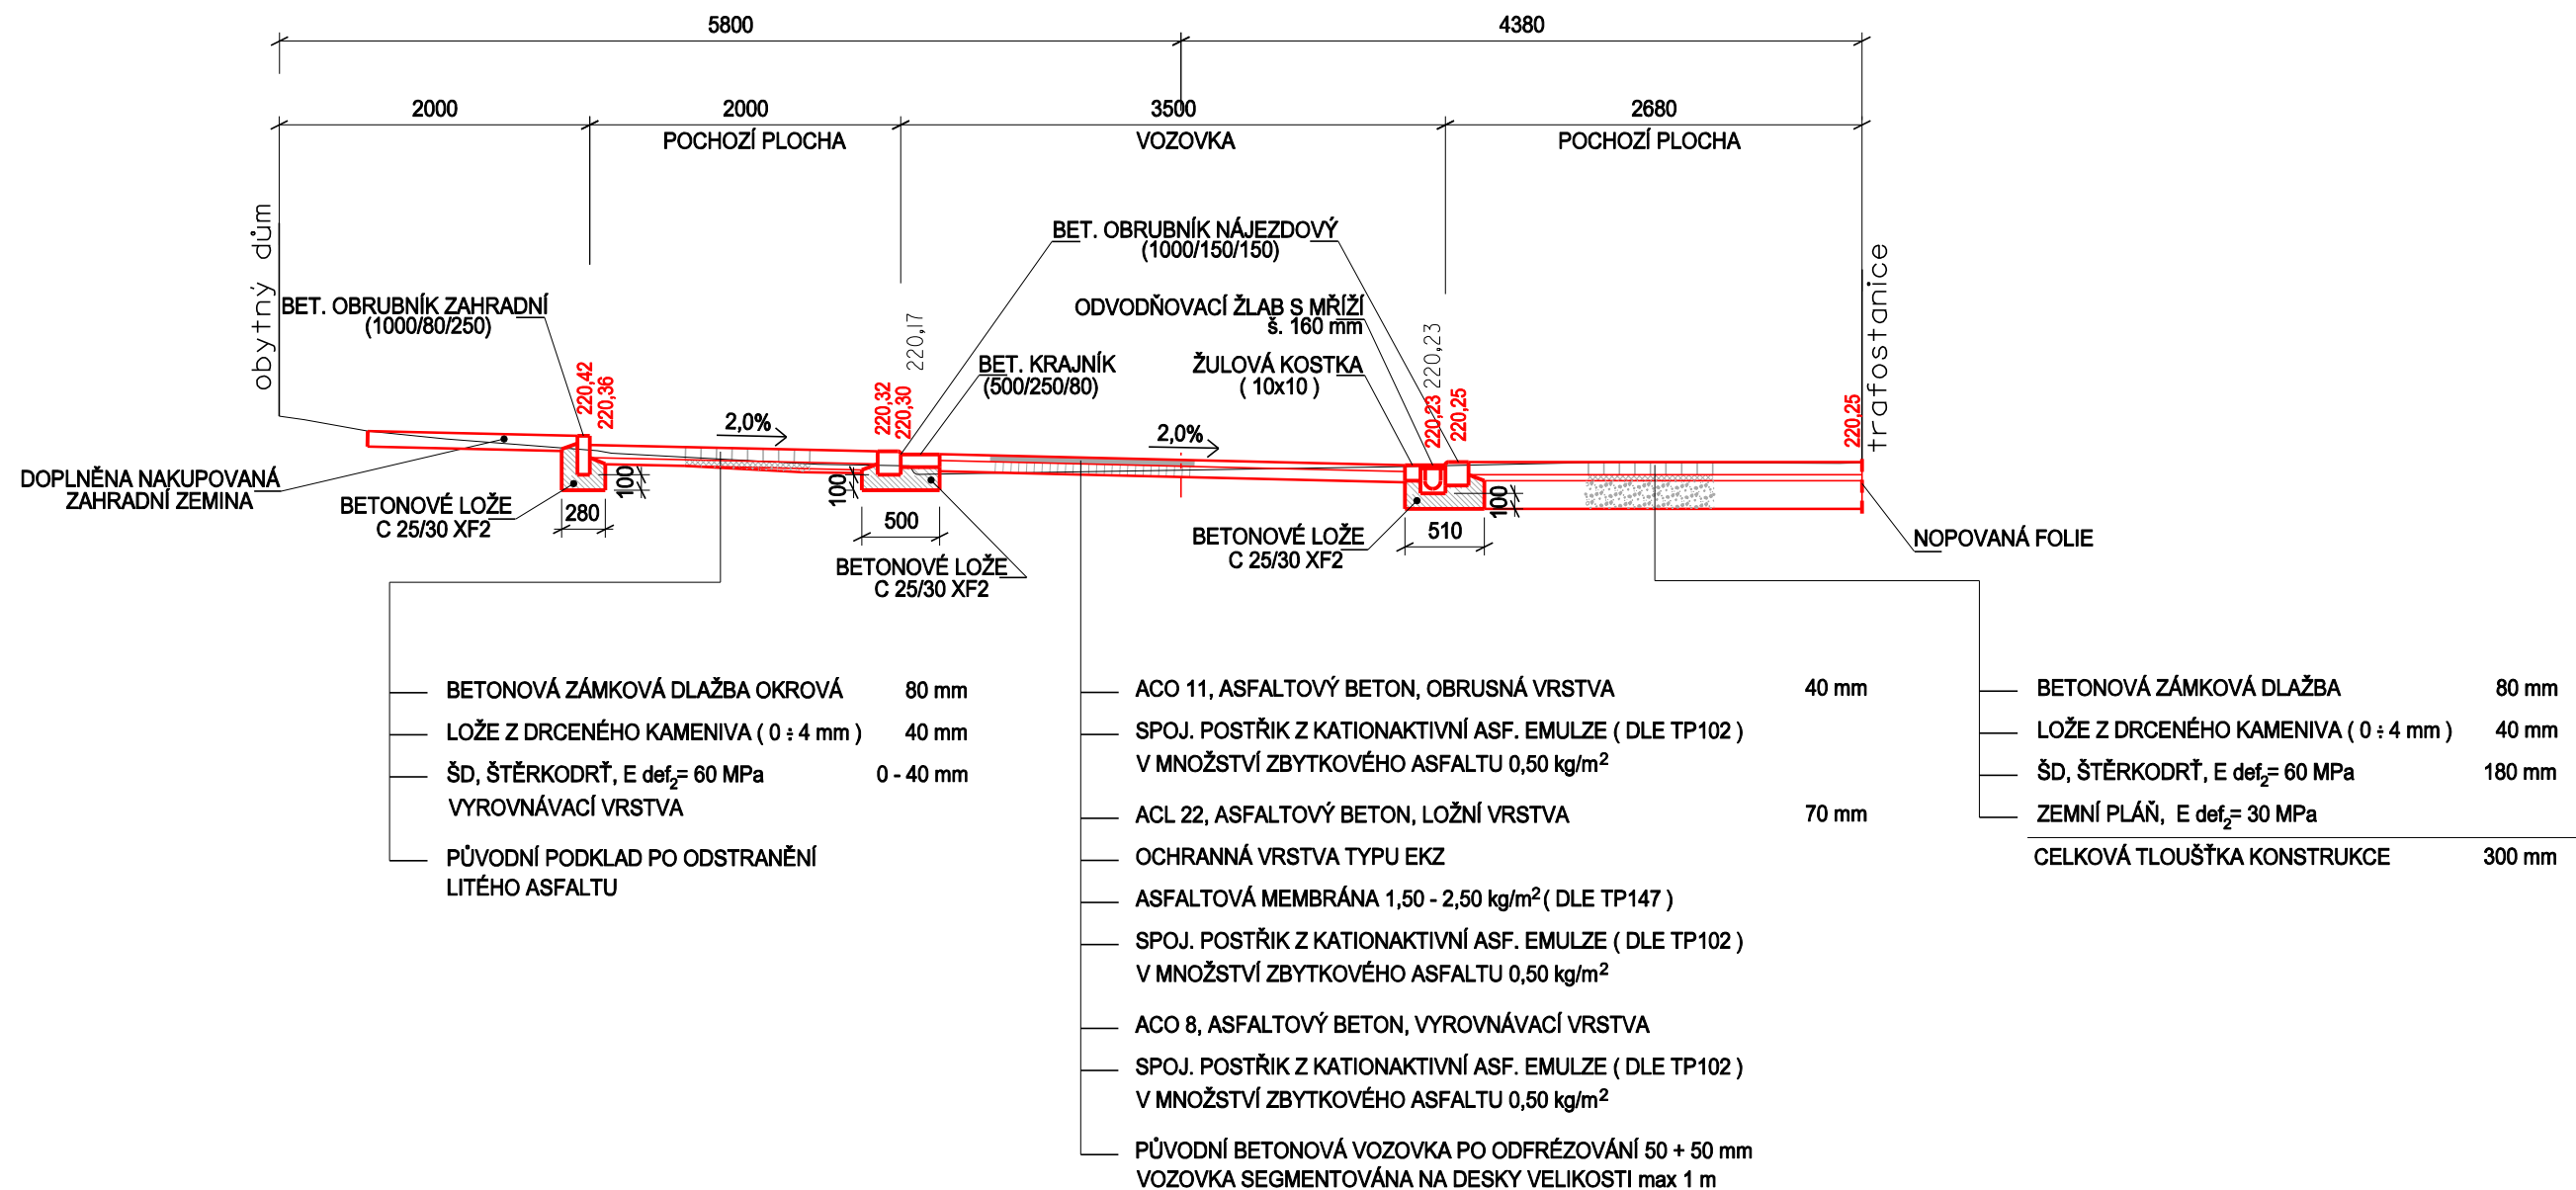 5800
4380
2000
2000
3500
2680
POCHOZÍ PLOCHA
VOZOVKA
POCHOZÍ PLOCHA
obytný dům
trafostanice
BET. OBRUBNÍK NÁJEZDOVÝ
(1000/150/150)
BET. OBRUBNÍK ZAHRADNÍ
(1000/80/250)
ODVODŇOVACÍ ŽLAB S MŘÍŽÍ
š. 160 mm
BET. KRAJNÍK
(500/250/80)
ŽULOVÁ KOSTKA
( 10x10 )
220,42
220,36
220,32
220,30
220,17
220,23
220,23
220,25
220,25
2,0%
2,0%
DOPLNĚNA NAKUPOVANÁ
ZAHRADNÍ ZEMINA
BETONOVÉ LOŽE
C 25/30 XF2
280
100
100
500
BETONOVÉ LOŽE
C 25/30 XF2
BETONOVÉ LOŽE
C 25/30 XF2
510
100
NOPOVANÁ FOLIE
BETONOVÁ ZÁMKOVÁ DLAŽBA OKROVÁ 80 mm
LOŽE Z DRCENÉHO KAMENIVA ( 0 ÷ 4 mm ) 40 mm
ŠD, ŠTĚRKODRŤ, E def₂= 60 MPa 0 - 40 mm
VYROVNÁVACÍ VRSTVA
PŮVODNÍ PODKLAD PO ODSTRANĚNÍ
LITÉHO ASFALTU
ACO 11, ASFALTOVÝ BETON, OBRUSNÁ VRSTVA 40 mm
SPOJ. POSTŘIK Z KATIONAKTIVNÍ ASF. EMULZE ( DLE TP102 )
V MNOŽSTVÍ ZBYTKOVÉHO ASFALTU 0,50 kg/m²
ACL 22, ASFALTOVÝ BETON, LOŽNÍ VRSTVA 70 mm
OCHRANNÁ VRSTVA TYPU EKZ
ASFALTOVÁ MEMBRÁNA 1,50 - 2,50 kg/m² ( DLE TP147 )
SPOJ. POSTŘIK Z KATIONAKTIVNÍ ASF. EMULZE ( DLE TP102 )
V MNOŽSTVÍ ZBYTKOVÉHO ASFALTU 0,50 kg/m²
ACO 8, ASFALTOVÝ BETON, VYROVNÁVACÍ VRSTVA
SPOJ. POSTŘIK Z KATIONAKTIVNÍ ASF. EMULZE ( DLE TP102 )
V MNOŽSTVÍ ZBYTKOVÉHO ASFALTU 0,50 kg/m²
PŮVODNÍ BETONOVÁ VOZOVKA PO ODFRÉZOVÁNÍ 50 + 50 mm
VOZOVKA SEGMENTOVÁNA NA DESKY VELIKOSTI max 1 m
BETONOVÁ ZÁMKOVÁ DLAŽBA 80 mm
LOŽE Z DRCENÉHO KAMENIVA ( 0 ÷ 4 mm ) 40 mm
ŠD, ŠTĚRKODRŤ, E def₂= 60 MPa 180 mm
ZEMNÍ PLÁŇ, E def₂= 30 MPa
CELKOVÁ TLOUŠŤKA KONSTRUKCE 300 mm